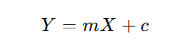 Y = mX + c